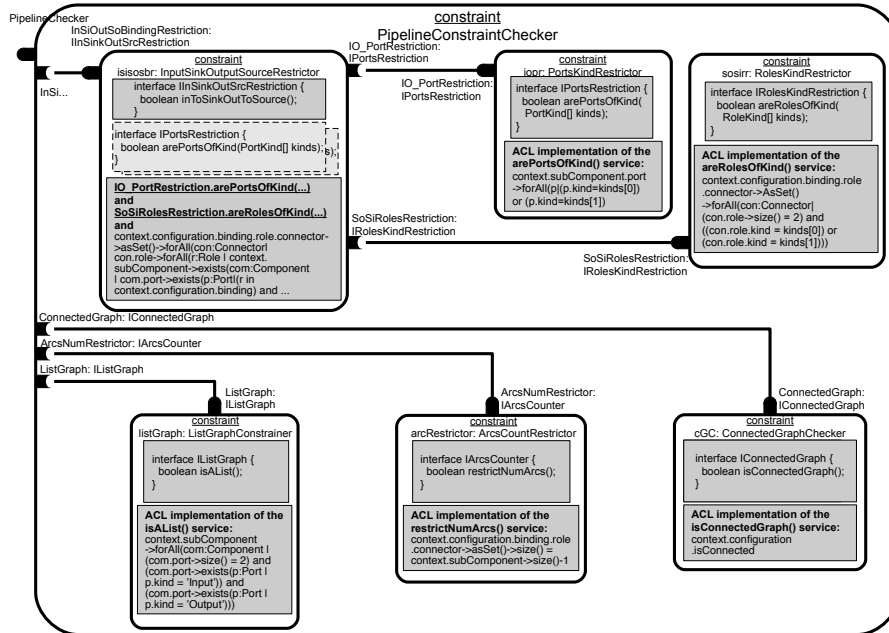 constraint
PipelineConstraintChecker
PipelineChecker
InSiOutSoBindingRestriction:
IInSinkOutSrcRestriction
InSi...
constraint
isisosbr: InputSinkOutputSourceRestrictor
interface IInSinkOutSrcRestriction {
boolean inToSinkOutToSource();
}
interface IPortsRestriction {
boolean arePortsOfKind(PortKind[] kinds);
}
s);
IO_PortRestriction.arePortsOfKind(...)
and
SoSiRolesRestriction.areRolesOfKind(...)
and
context.configuration.binding.role.connector-
>asSet()->forAll(con:Connector|
con.role->forAll(r:Role | context.
subComponent->exists(com:Component
| com.port->exists(p:Port|(r in
context.configuration.binding) and ...
IO_PortRestriction:
IPortsRestriction
IO_PortRestriction:
IPortsRestriction
constraint
iopr: PortsKindRestrictor
interface IPortsRestriction {
boolean arePortsOfKind(
PortKind[] kinds);
}
ACL implementation of the
arePortsOfKind() service:
context.subComponent.port
->forAll(p|(p.kind=kinds[0])
or (p.kind=kinds[1])
constraint
sosirr: RolesKindRestrictor
interface IRolesKindRestriction {
boolean areRolesOfKind(
RoleKind[] kinds);
}
ACL implementation of the
areRolesOfKind() service:
context.configuration.binding.role
.connector->AsSet()
->forAll(con:Connector|
(con.role->size() = 2) and
((con.role.kind = kinds[0]) or
(con.role.kind = kinds[1])))
SoSiRolesRestriction:
IRolesKindRestriction
SoSiRolesRestriction:
IRolesKindRestriction
ConnectedGraph: IConnectedGraph
ArcsNumRestrictor: IArcsCounter
ListGraph: IListGraph
ListGraph:
IListGraph
constraint
listGraph: ListGraphConstrainer
interface IListGraph {
boolean isAList();
}
ACL implementation of the
isAList() service:
context.subComponent
->forAll(com:Component |
(com.port->size() = 2) and
(com.port->exists(p:Port |
p.kind = 'Input')) and
(com.port->exists(p:Port |
p.kind = 'Output')))
ArcsNumRestrictor:
IArcsCounter
constraint
arcRestrictor: ArcsCountRestrictor
interface IArcsCounter {
boolean restrictNumArcs();
}
ACL implementation of the
restrictNumArcs() service:
context.configuration.binding.role
.connector->asSet()->size() =
context.subComponent->size()-1
ConnectedGraph:
IConnectedGraph
constraint
cGC: ConnectedGraphChecker
interface IConnectedGraph {
boolean isConnectedGraph();
}
ACL implementation of the
isConnectedGraph() service:
context.configuration
.isConnected